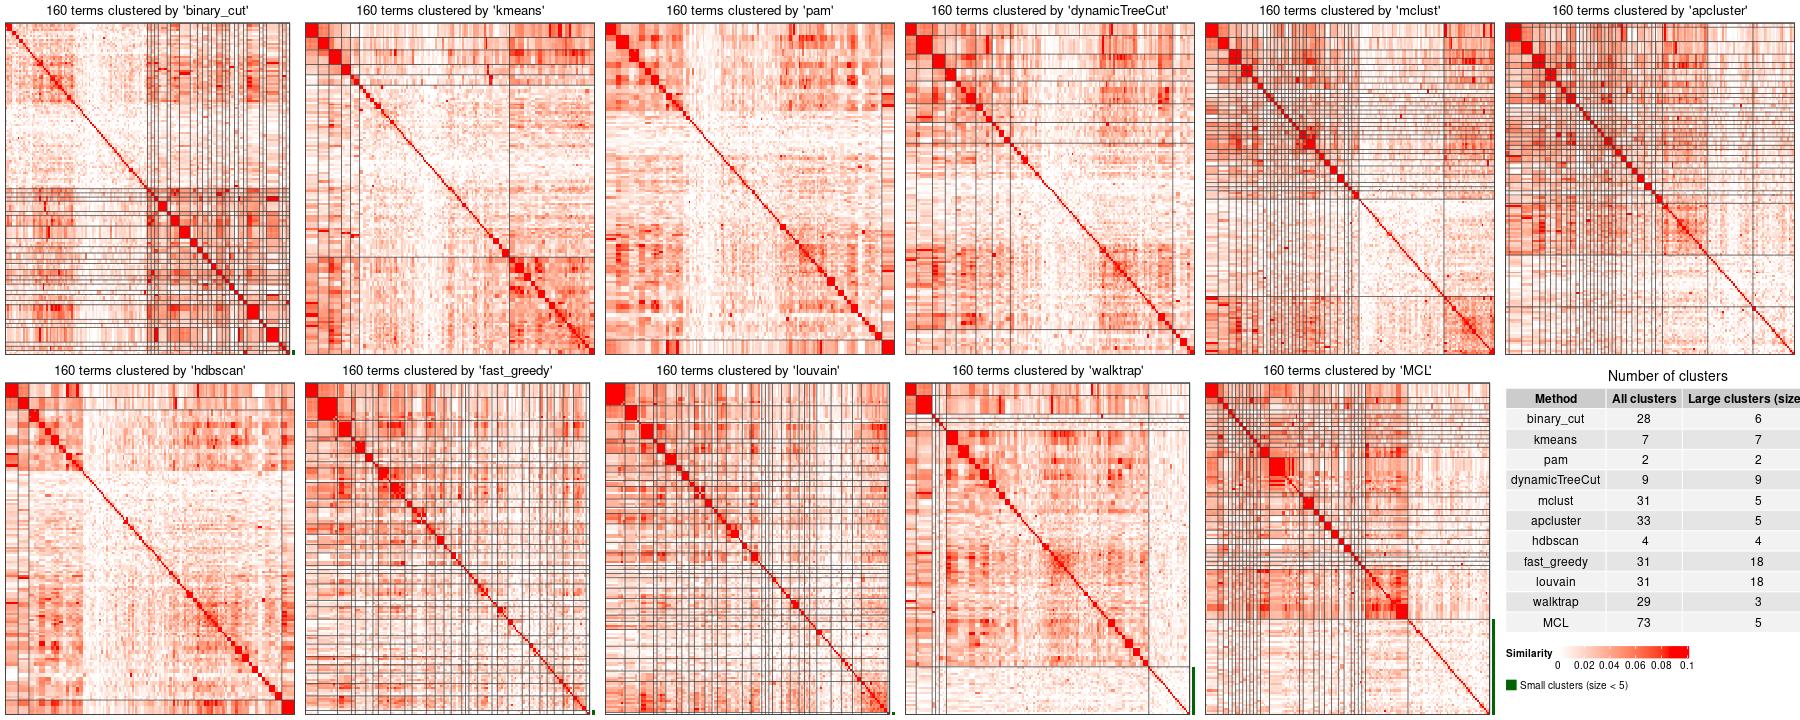 160 terms clustered by 'binary_cut'
160 terms clustered by 'kmeans'
160 terms clustered by 'pam'
160 terms clustered by 'dynamicTreeCut'
160 terms clustered by 'mclust'
160 terms clustered by 'apcluster'
160 terms clustered by 'hdbscan'
160 terms clustered by 'fast_greedy'
160 terms clustered by 'louvain'
160 terms clustered by 'walktrap'
160 terms clustered by 'MCL'
Number of clusters
Method All clusters Large clusters (size
binary_cut 28 6
kmeans 7 7
pam 2 2
dynamicTreeCut 9 9
mclust 31 5
apcluster 33 5
hdbscan 4 4
fast_greedy 31 18
louvain 31 18
walktrap 29 3
MCL 73 5
Similarity
0 0.02 0.04 0.06 0.08 0.1
Small clusters (size < 5)